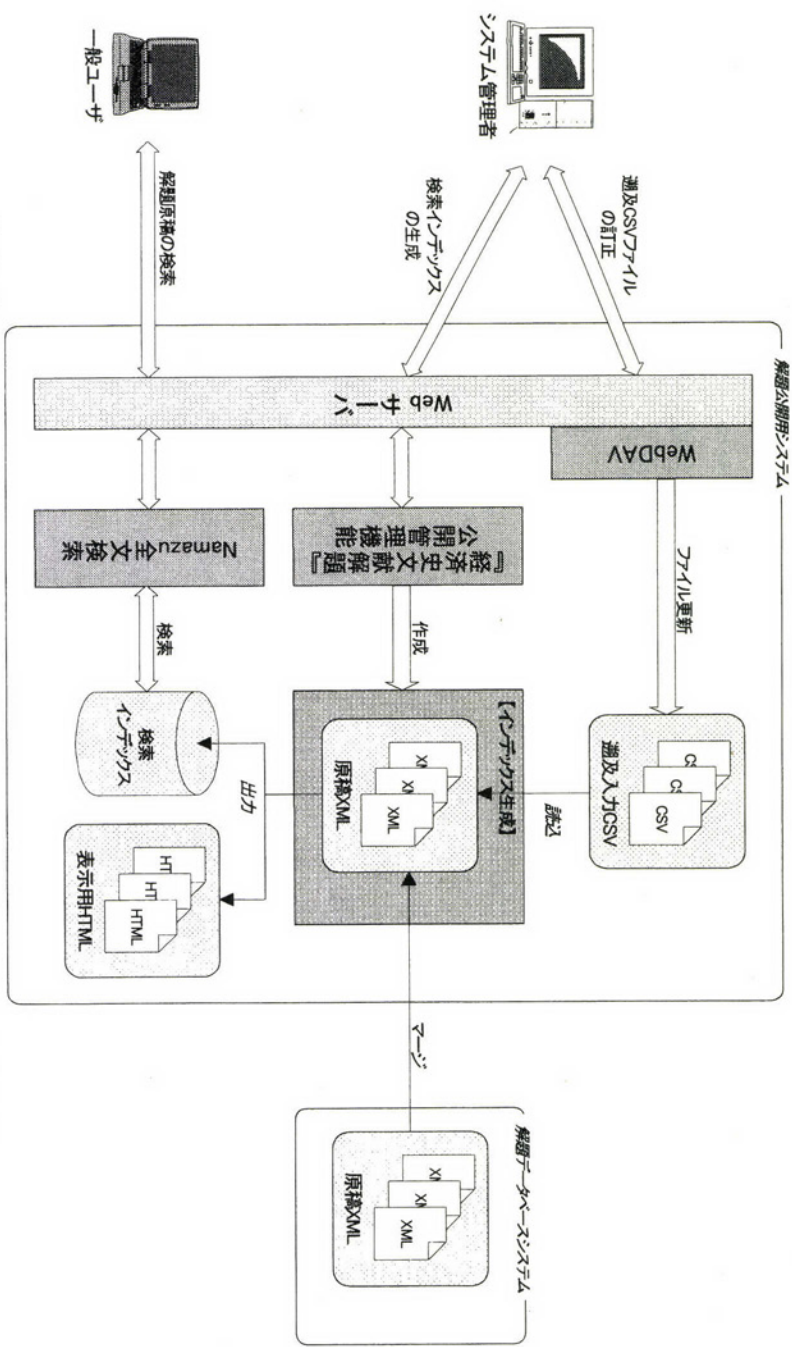 解題データベースシステム
XM
XM
XML
原稿XML
マージ
解題公開用システム
遡及入力CSV
CS
CS
CSV
読込
【インデックス生成】
XM
XM
XML
原稿XML
出力
HT
HT
HTML
表示用HTML
検索
インデックス
ファイル更新
作成
検索
WebDAV
『経済史文献解題』
公開管理機能
Namazu全文検索
Webサーバ
遡及CSVファイル
の訂正
検索インデックス
の生成
解題原稿の検索
システム管理者
一般ユーザ